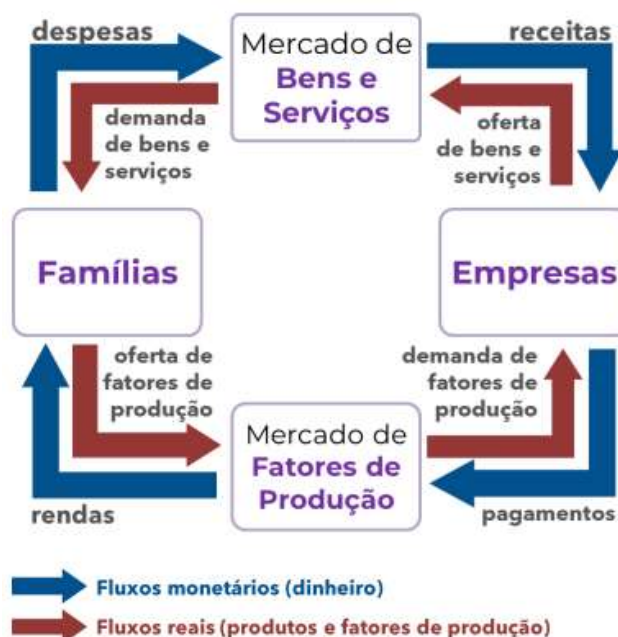 despesas
Mercado de
Bens e
Serviços
receitas
demanda
de bens e
serviços
oferta
de bens e
serviços
Famílias
Empresas
oferta de
fatores de
produção
demanda de
fatores de
produção
Mercado de
Fatores de
Produção
rendas
pagamentos
Fluxos monetários (dinheiro)
Fluxos reais (produtos e fatores de produção)